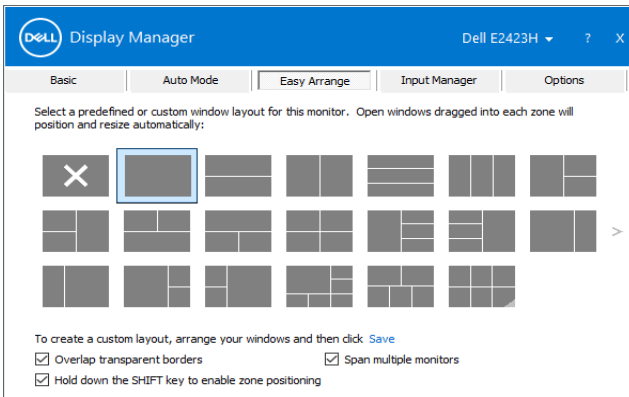 DELL Display Manager Dell E2423H ? X
Basic Auto Mode Easy Arrange Input Manager Options
Select a predefined or custom window layout for this monitor. Open windows dragged into each zone will
position and resize automatically:
>
To create a custom layout, arrange your windows and then click Save
Overlap transparent borders Span multiple monitors
Hold down the SHIFT key to enable zone positioning